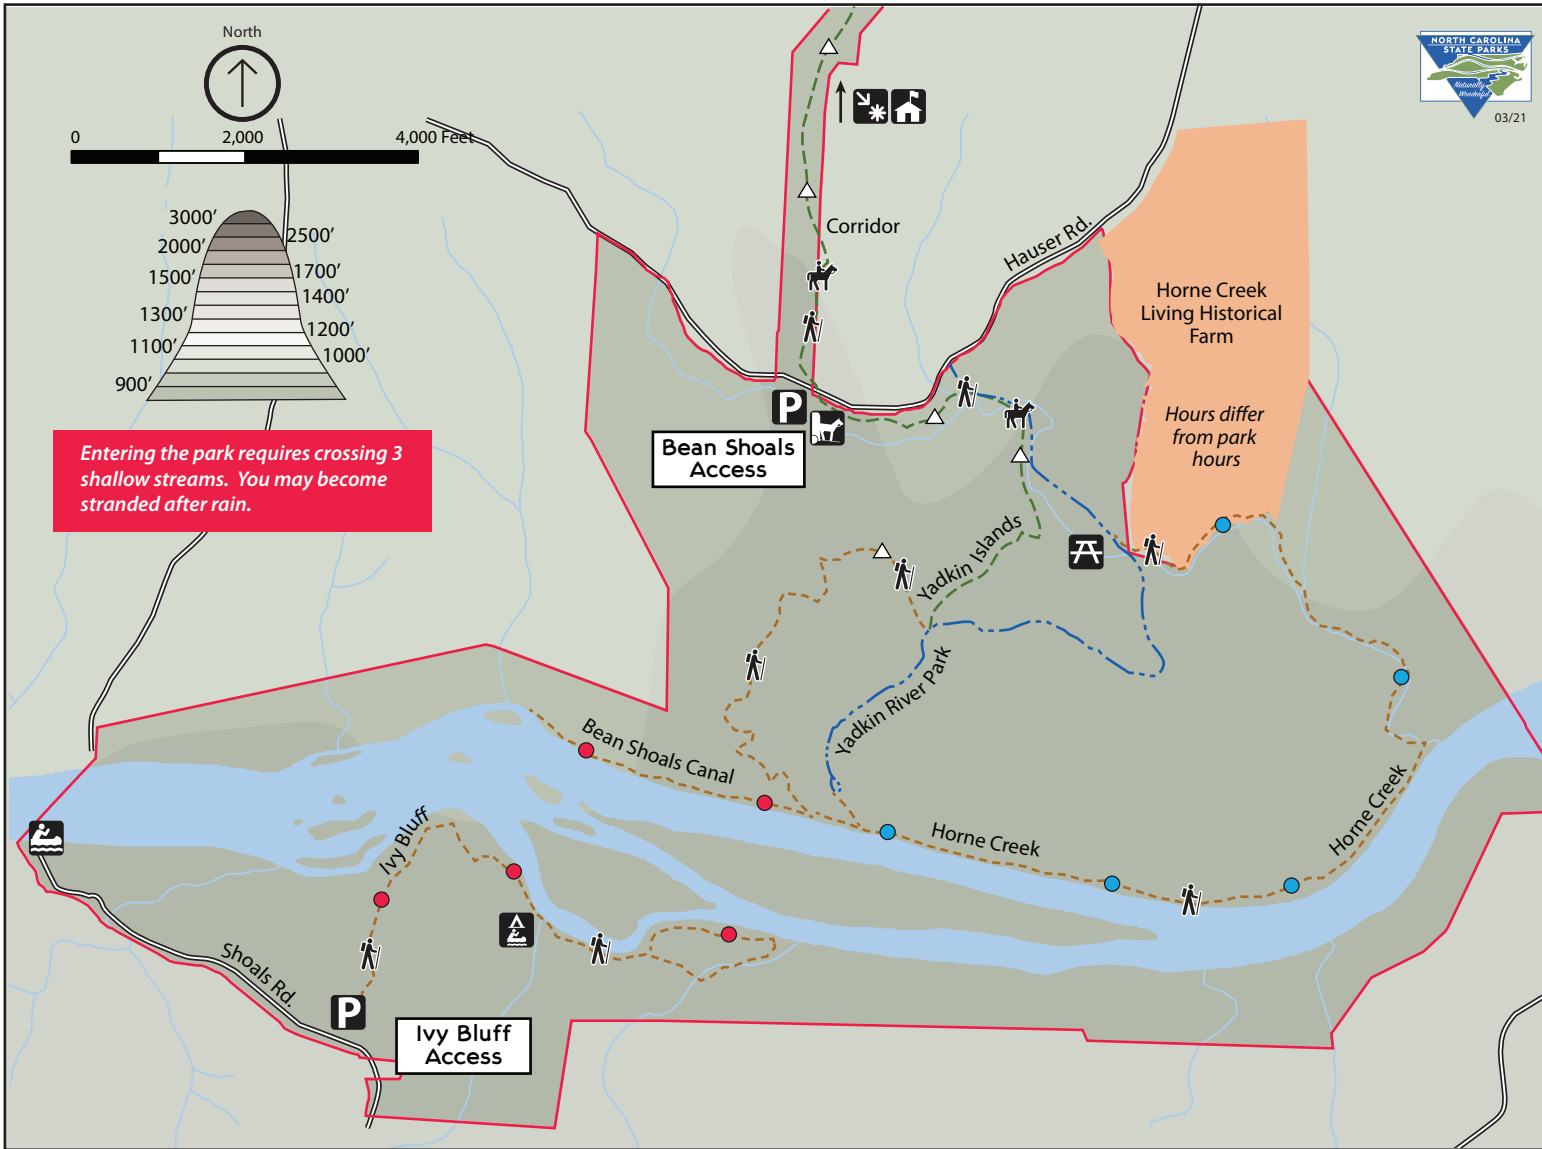 North
0 2,000 4,000 Feet
3000’
2500’
2000’
1700’
1500’
1400’
1300’
1200’
1100’
1000’
900’
Entering the park requires crossing 3
shallow streams. You may become
stranded after rain.
NORTH CAROLINA
STATE PARKS
Naturally
Wonderful
03/21
Corridor
Hauser Rd.
Horne Creek
Living Historical
Farm
Hours differ
from park
hours
P
Bean Shoals
Access
Yadkin Islands
Yadkin River Park
Bean Shoals Canal
Horne Creek
Horne Creek
Ivy Bluff
Shoals Rd.
P
Ivy Bluff
Access